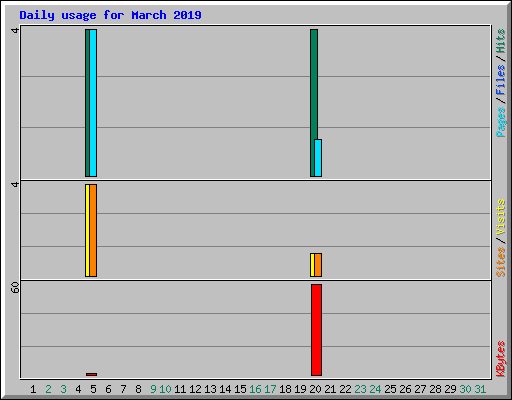 Daily usage for March 2019
4
4
60
Pages / Files / Hits
Sites / Visits
KBytes
1 2 3 4 5 6 7 8 9 10 11 12 13 14 15 16 17 18 19 20 21 22 23 24 25 26 27 28 29 30 31